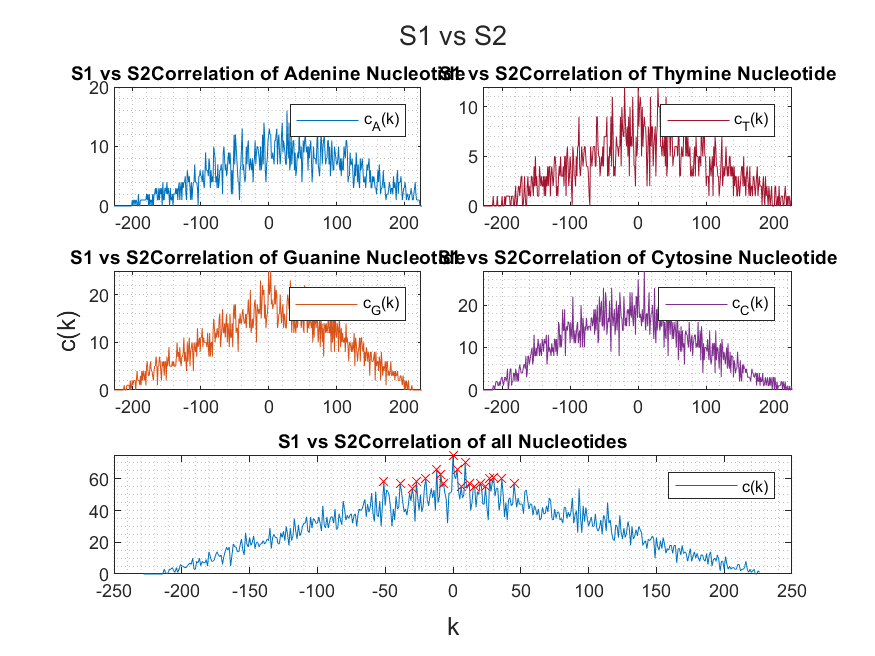 S1 vs S2
S1 vs S2Correlation of Adenine Nucleotide
S1 vs S2Correlation of Thymine Nucleotide
20
10
0
c_A(k)
-200 -100 0 100 200
10
5
0
c_T(k)
-200 -100 0 100 200
S1 vs S2Correlation of Guanine Nucleotide
S1 vs S2Correlation of Cytosine Nucleotide
c(k)
20
10
0
c_G(k)
-200 -100 0 100 200
20
10
0
c_C(k)
-200 -100 0 100 200
S1 vs S2Correlation of all Nucleotides
60
40
20
0
c(k)
-250 -200 -150 -100 -50 0 50 100 150 200 250
k